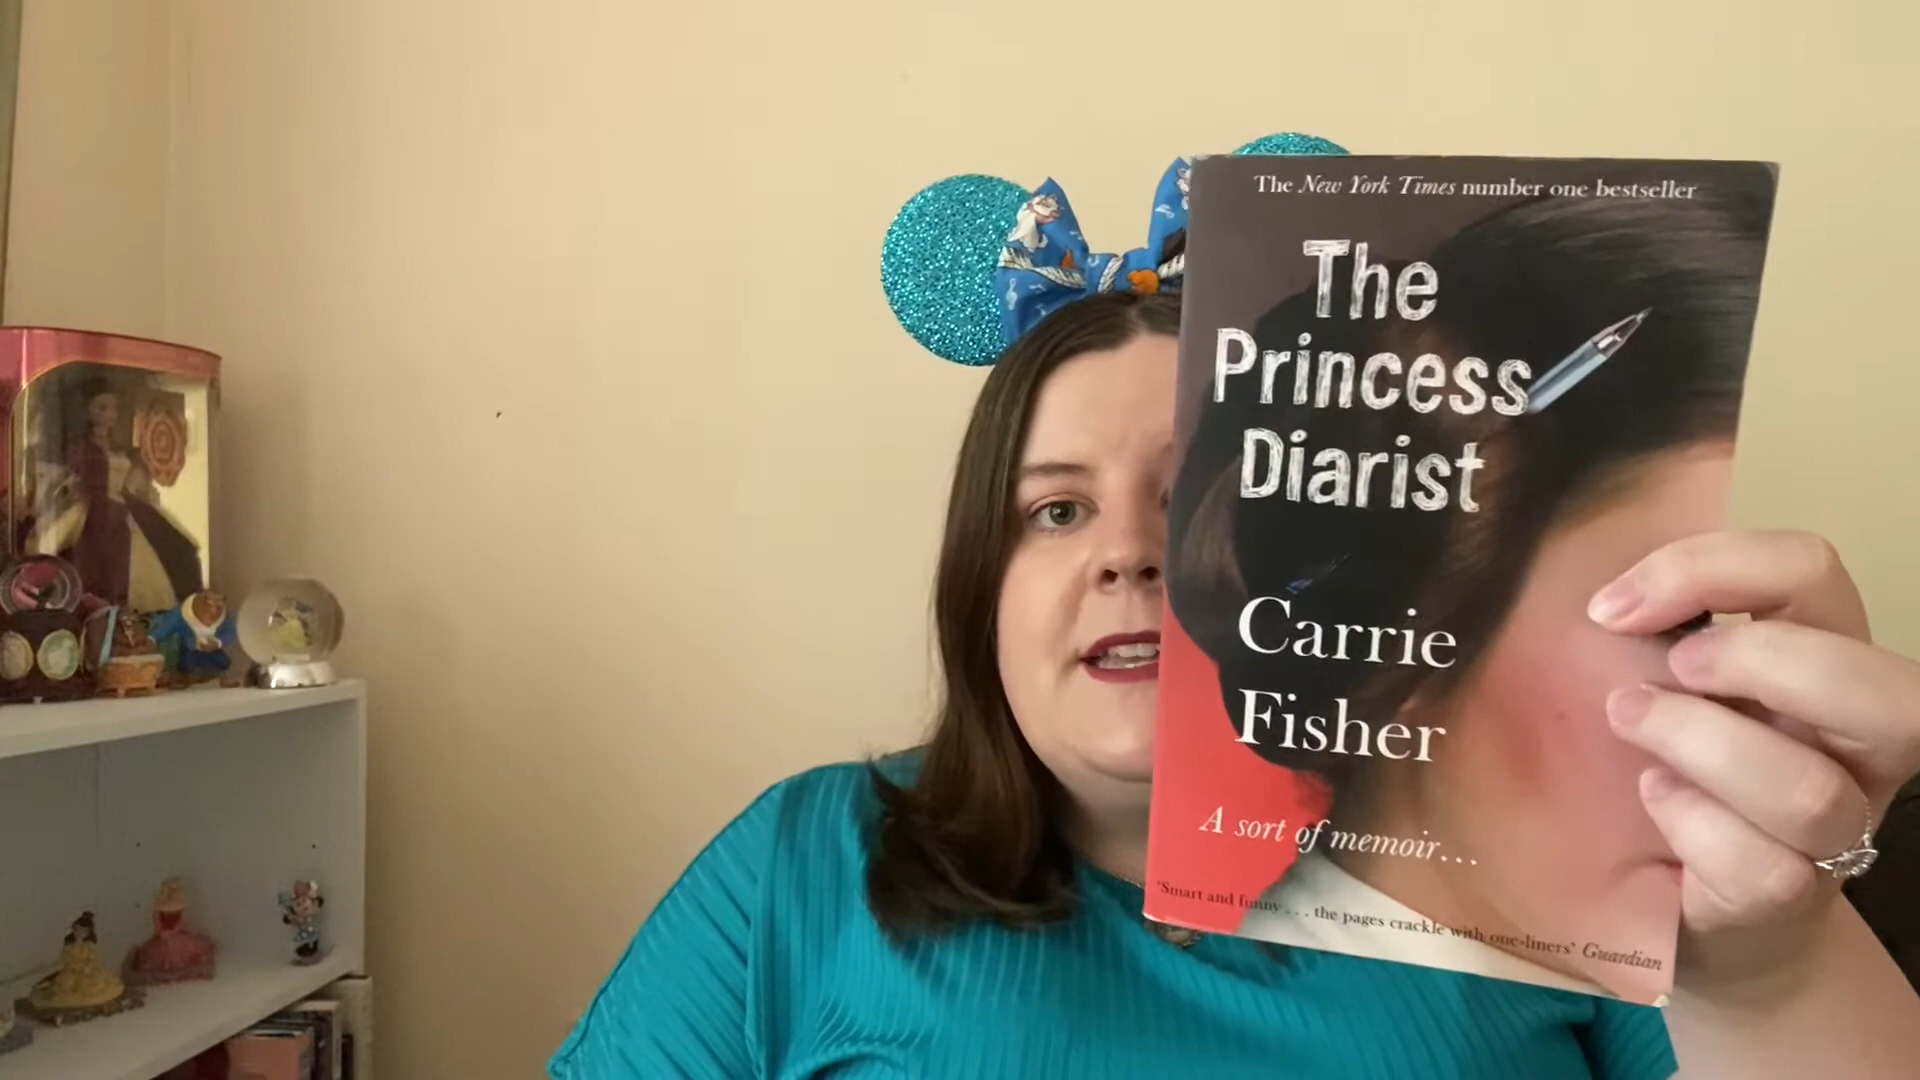 The New York Times number one bestseller
The
Princess
Diarist
Carrie
Fisher
A sort of memoir...
'Smart and funny . . . the pages crackle with one-liners' Guardian